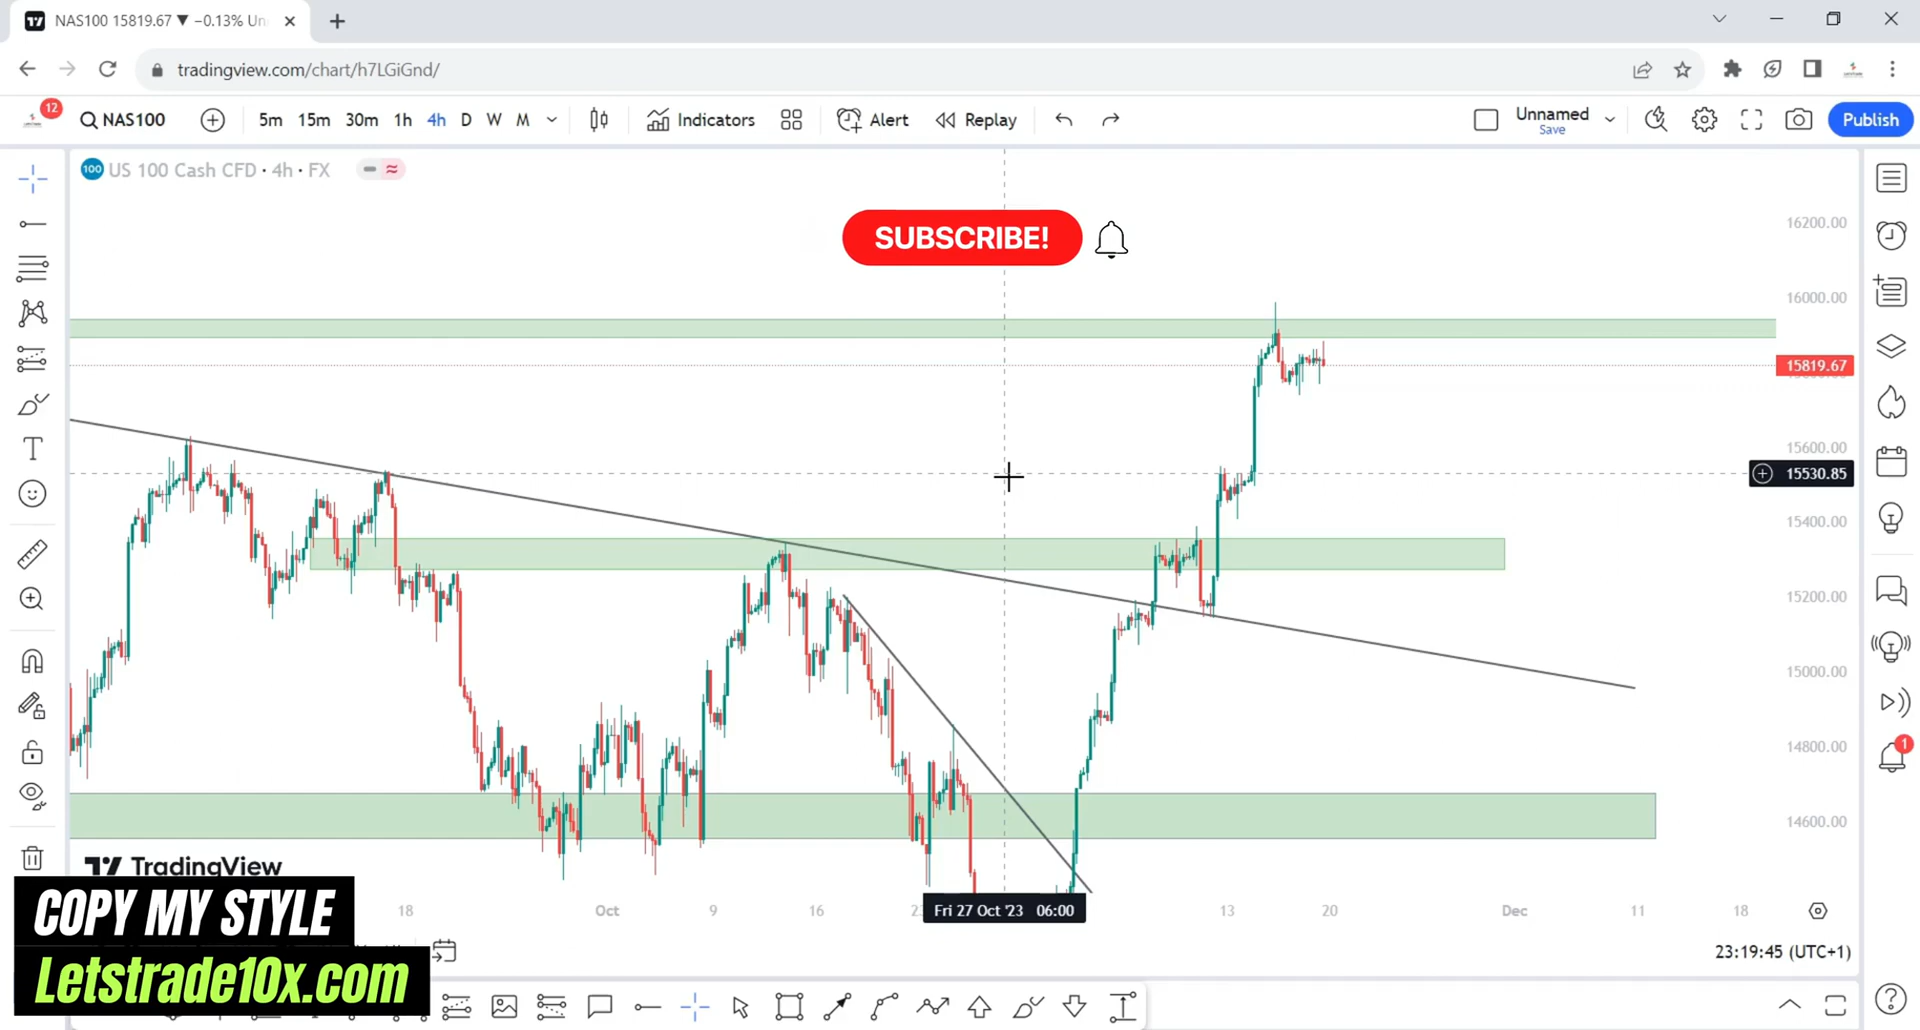 NAS100 15819.67 ▼ −0.13% Un
tradingview.com/chart/h7LGiGnd/
12
NAS100
5m 15m 30m 1h 4h D W M
Indicators
Alert
Replay
Unnamed
Save
Publish
100 US 100 Cash CFD · 4h · FX
SUBSCRIBE!
16200.00
16000.00
15819.67
15600.00
15530.85
15400.00
15200.00
15000.00
14800.00
14600.00
1
TradingView
COPY MY STYLE
Letstrade10x.com
18 Oct 9 16 Fri 27 Oct '23 06:00 13 20 Dec 11 18
23:19:45 (UTC+1)